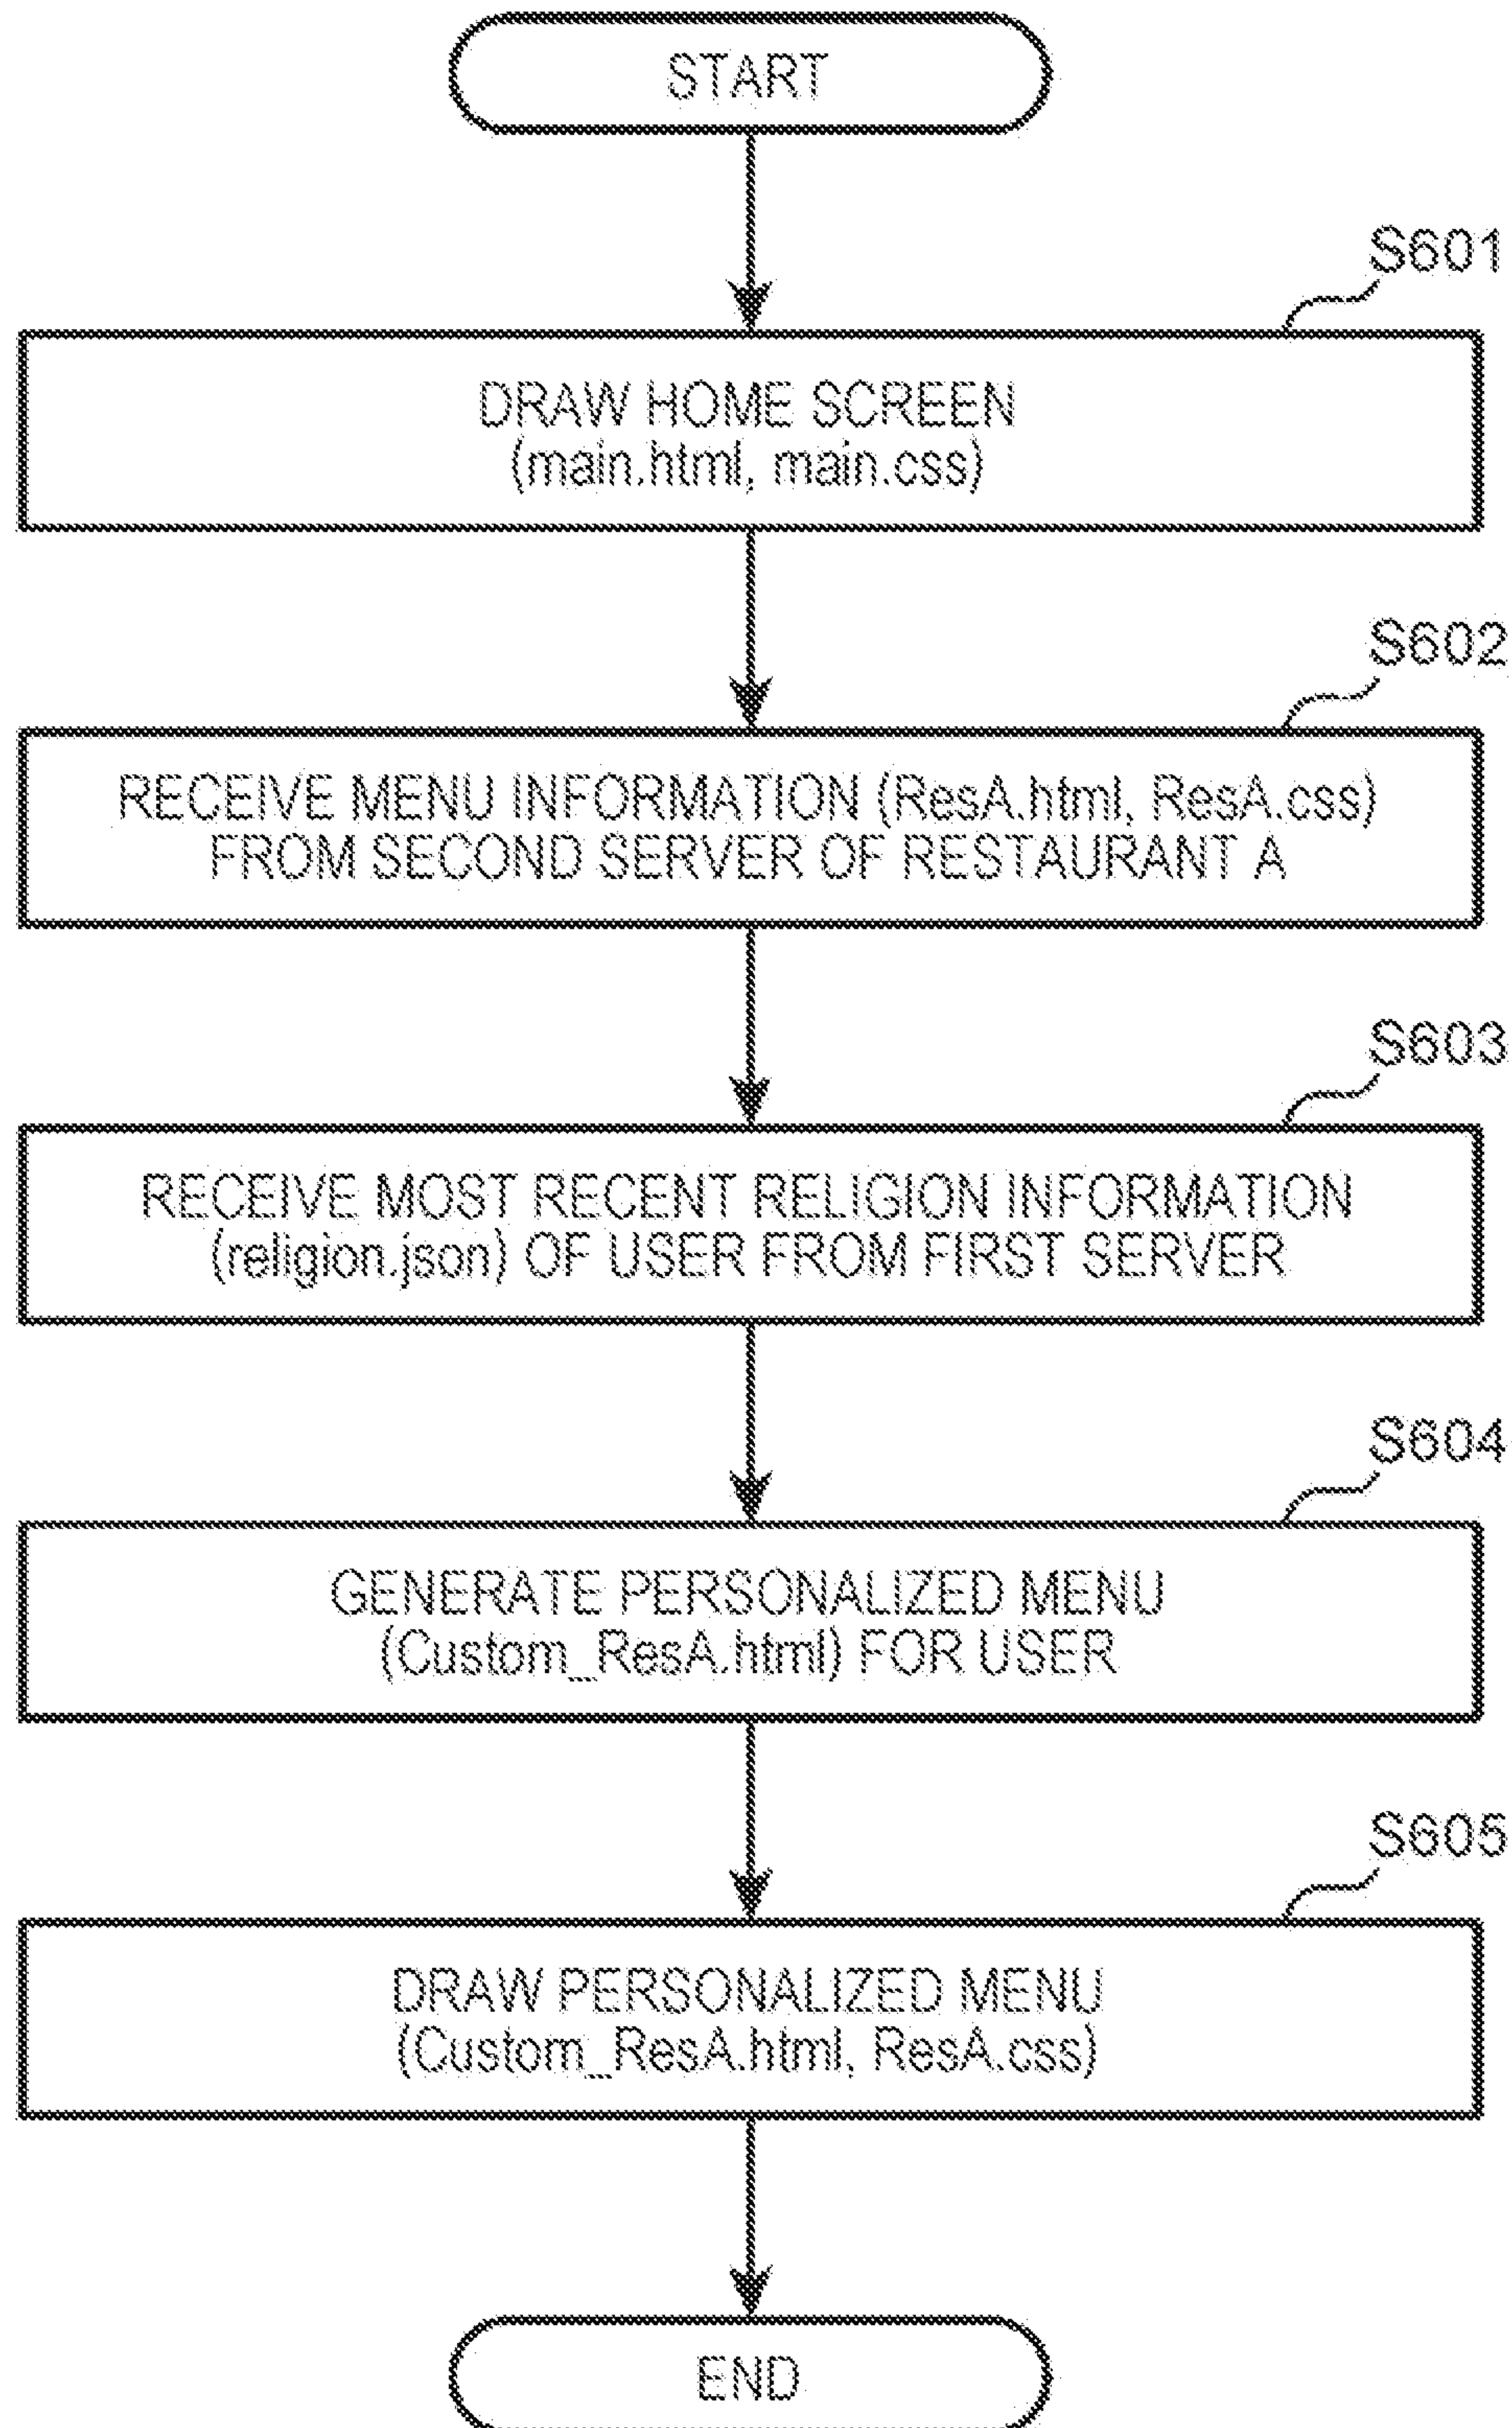 START
S601
DRAW HOME SCREEN
(main.html, main.css)
S602
RECEIVE MENU INFORMATION (ResA.html, ResA.css)
FROM SECOND SERVER OF RESTAURANT A
S603
RECEIVE MOST RECENT RELIGION INFORMATION
(religion.json) OF USER FROM FIRST SERVER
S604
GENERATE PERSONALIZED MENU
(Custom_ResA.html) FOR USER
S605
DRAW PERSONALIZED MENU
(Custom_ResA.html, ResA.css)
END